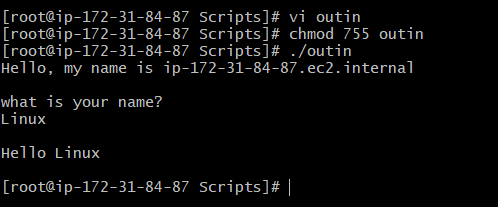 [root@ip-172-31-84-87 Scripts]# vi outin
[root@ip-172-31-84-87 Scripts]# chmod 755 outin
[root@ip-172-31-84-87 Scripts]# ./outin
Hello, my name is ip-172-31-84-87.ec2.internal
what is your name?
Linux
Hello Linux
[root@ip-172-31-84-87 Scripts]#